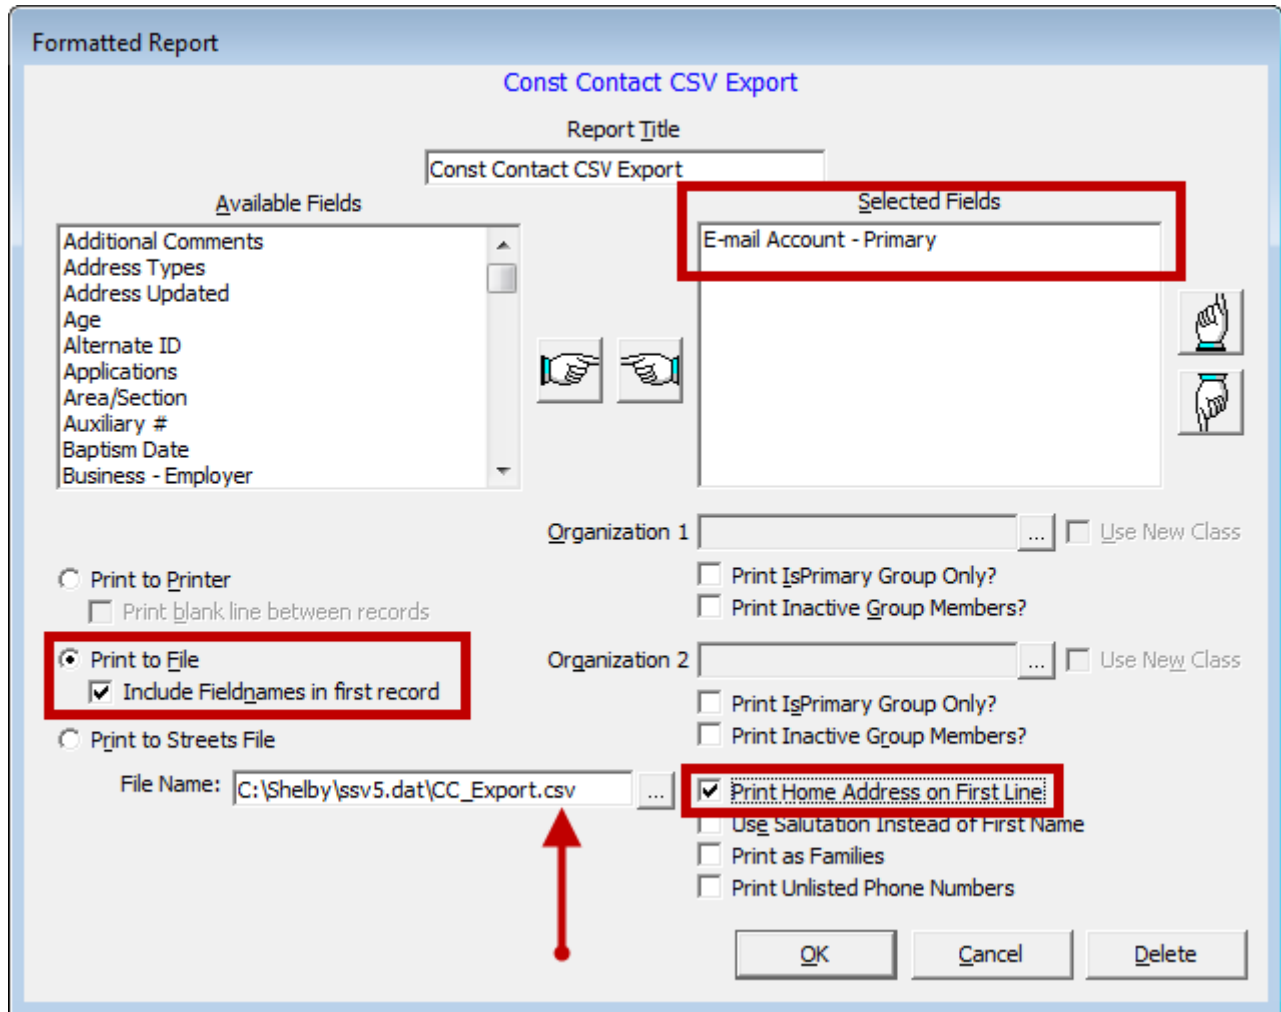 Formatted Report
Const Contact CSV Export
Report Title
Const Contact CSV Export
Available Fields
Selected Fields
Additional Comments
Address Types
Address Updated
Age
Alternate ID
Applications
Area/Section
Auxiliary #
Baptism Date
Business - Employer
E-mail Account - Primary
Organization 1
...
Use New Class
Print to Printer
Print IsPrimary Group Only?
Print blank line between records
Print Inactive Group Members?
Print to File
Organization 2
...
Use New Class
Include Fieldnames in first record
Print IsPrimary Group Only?
Print to Streets File
Print Inactive Group Members?
File Name: C:\Shelby\ssv5.dat\CC_Export.csv ...
Print Home Address on First Line
Use Salutation Instead of First Name
Print as Families
Print Unlisted Phone Numbers
OK Cancel Delete